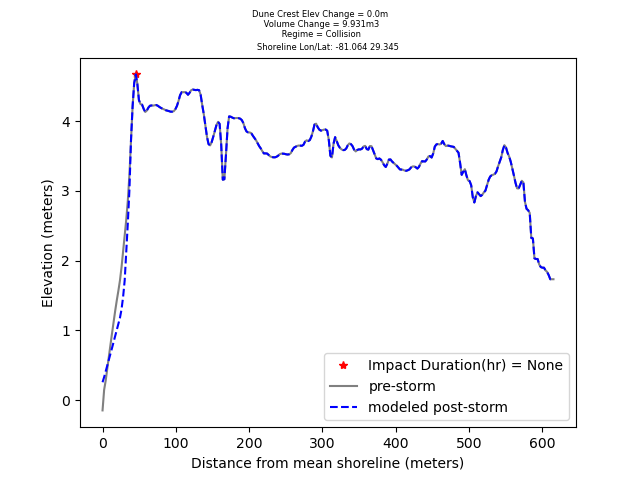 Dune Crest Elev Change = 0.0m
Volume Change = 9.931m3
Regime = Collision
Shoreline Lon/Lat: -81.064 29.345
4
3
2
1
0
Elevation (meters)
Impact Duration(hr) = None
pre-storm
modeled post-storm
0 100 200 300 400 500 600
Distance from mean shoreline (meters)